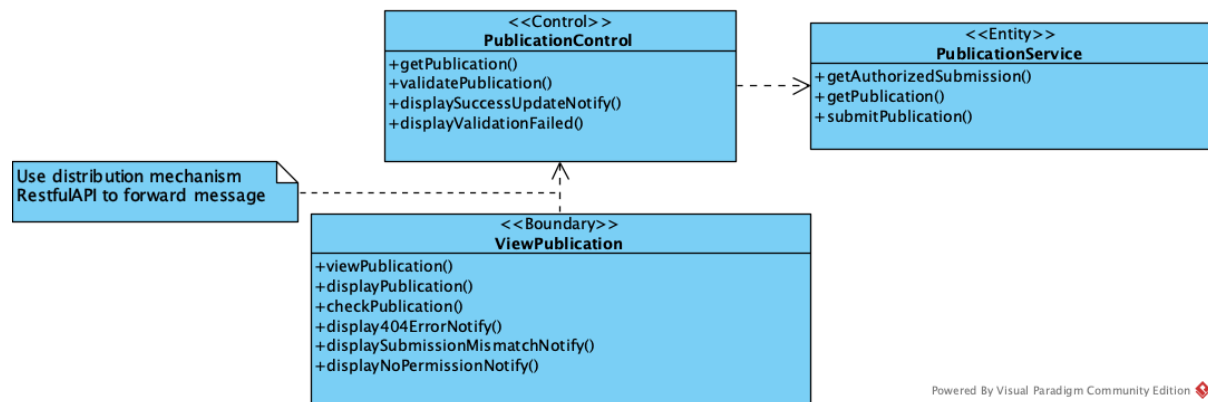 <<Control>>
PublicationControl
+getPublication()
+validatePublication()
+displaySuccessUpdateNotify()
+displayValidationFailed()
<<Entity>>
PublicationService
+getAuthorizedSubmission()
+getPublication()
+submitPublication()
Use distribution mechanism
RestfulAPI to forward message
<<Boundary>>
ViewPublication
+viewPublication()
+displayPublication()
+checkPublication()
+display404ErrorNotify()
+displaySubmissionMismatchNotify()
+displayNoPermissionNotify()
Powered By Visual Paradigm Community Edition